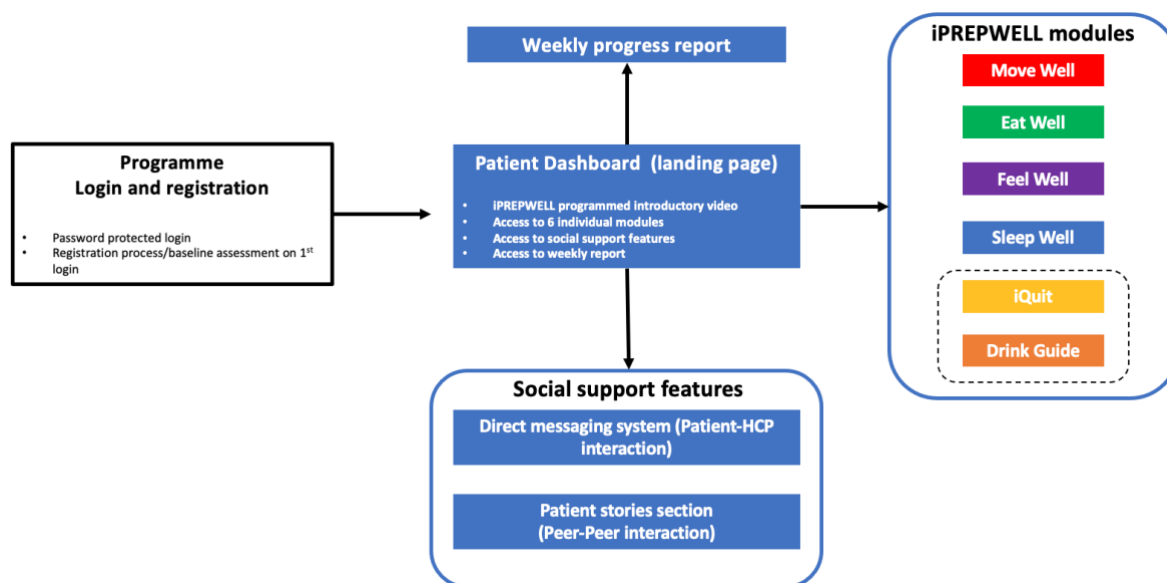 Weekly progress report
Programme
Login and registration
• Password protected login
• Registration process/baseline assessment on 1st
login
Patient Dashboard (landing page)
• iPREPWELL programmed introductory video
• Access to 6 individual modules
• Access to social support features
• Access to weekly report
iPREPWELL modules
Move Well
Eat Well
Feel Well
Sleep Well
iQuit
Drink Guide
Social support features
Direct messaging system (Patient-HCP
interaction)
Patient stories section
(Peer-Peer interaction)